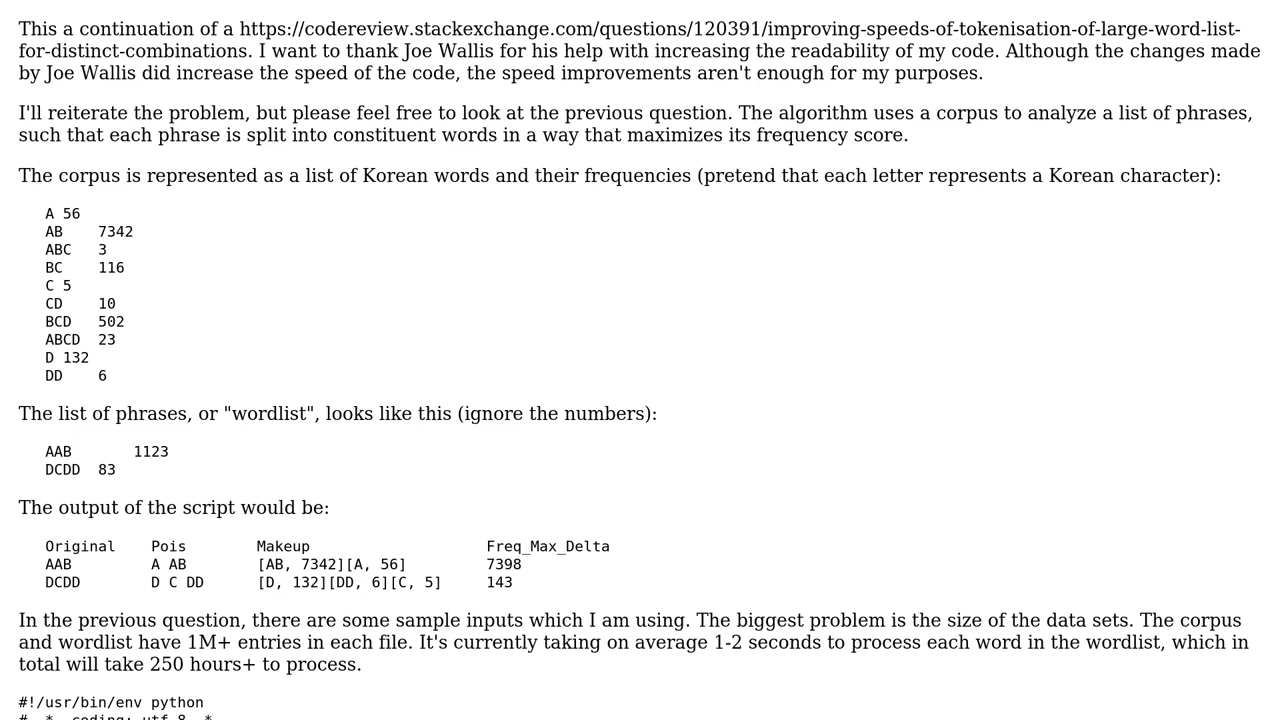 This a continuation of a https://codereview.stackexchange.com/questions/120391/improving-speeds-of-tokenisation-of-large-word-list-
for-distinct-combinations. I want to thank Joe Wallis for his help with increasing the readability of my code. Although the changes made
by Joe Wallis did increase the speed of the code, the speed improvements aren't enough for my purposes.
I'll reiterate the problem, but please feel free to look at the previous question. The algorithm uses a corpus to analyze a list of phrases,
such that each phrase is split into constituent words in a way that maximizes its frequency score.
The corpus is represented as a list of Korean words and their frequencies (pretend that each letter represents a Korean character):
A 56
AB    7342
ABC   3
BC    116
C 5
CD    10
BCD   502
ABCD  23
D 132
DD    6
The list of phrases, or "wordlist", looks like this (ignore the numbers):
AAB       1123
DCDD  83
The output of the script would be:
Original    Pois        Makeup                    Freq_Max_Delta
AAB         A AB        [AB, 7342][A, 56]         7398
DCDD        D C DD      [D, 132][DD, 6][C, 5]     143
In the previous question, there are some sample inputs which I am using. The biggest problem is the size of the data sets. The corpus
and wordlist have 1M+ entries in each file. It's currently taking on average 1-2 seconds to process each word in the wordlist, which in
total will take 250 hours+ to process.
#!/usr/bin/env python
# -*- coding: utf-8 -*-